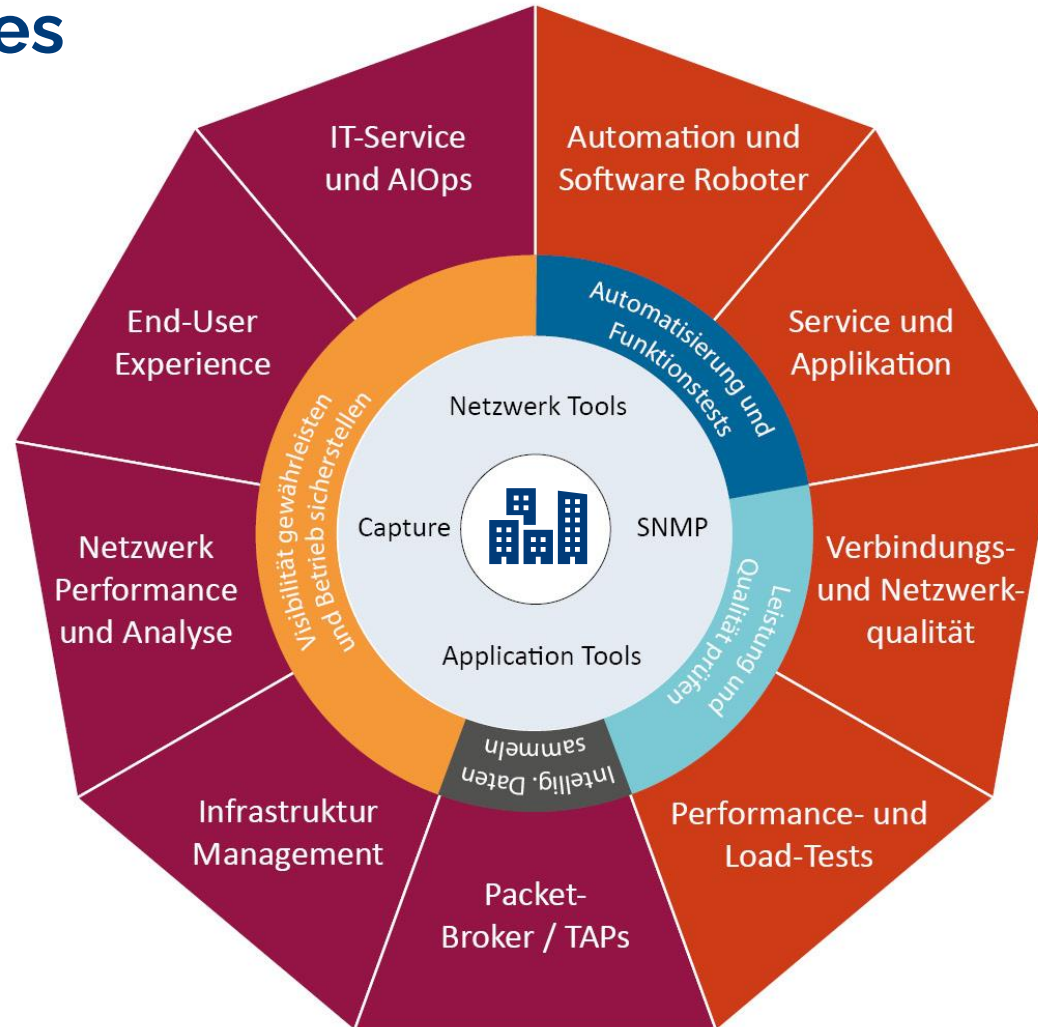 es
IT-Service
und AIOps
Automation und
Software Roboter
End-User
Experience
Service und
Applikation
Automatisierung und
Funktionstests
Visibilität gewährleisten
und Betrieb sicherstellen
Netzwerk Tools
Capture
SNMP
Application Tools
Netzwerk
Performance
und Analyse
Verbindungs-
und Netzwerk-
qualität
Leistung und
Qualität prüfen
Intellig. Daten
sammeln
Infrastruktur
Management
Performance- und
Load-Tests
Packet-
Broker / TAPs